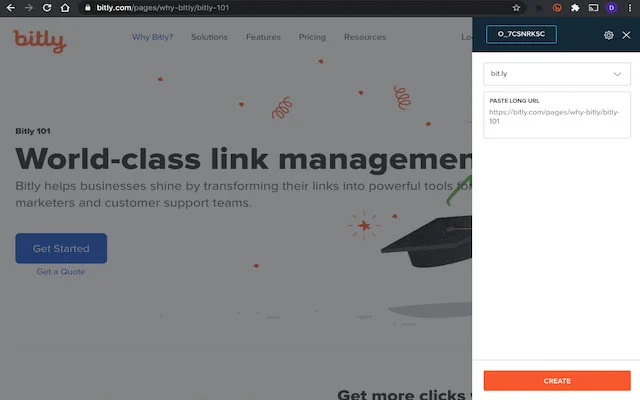 bitly.com/pages/why-bitly/bitly-101
D
bitly
Why Bitly?
Solutions
Features
Pricing
Resources
O_7CSNRKSC
bit.ly
PASTE LONG URL
https://bitly.com/pages/why-bitly/bitly-
101
Bitly 101
World-class link managemen
Bitly helps businesses shine by transforming their links into powerful tools for
marketers and customer support teams.
Get Started
Get a Quote
Get more clicks
CREATE